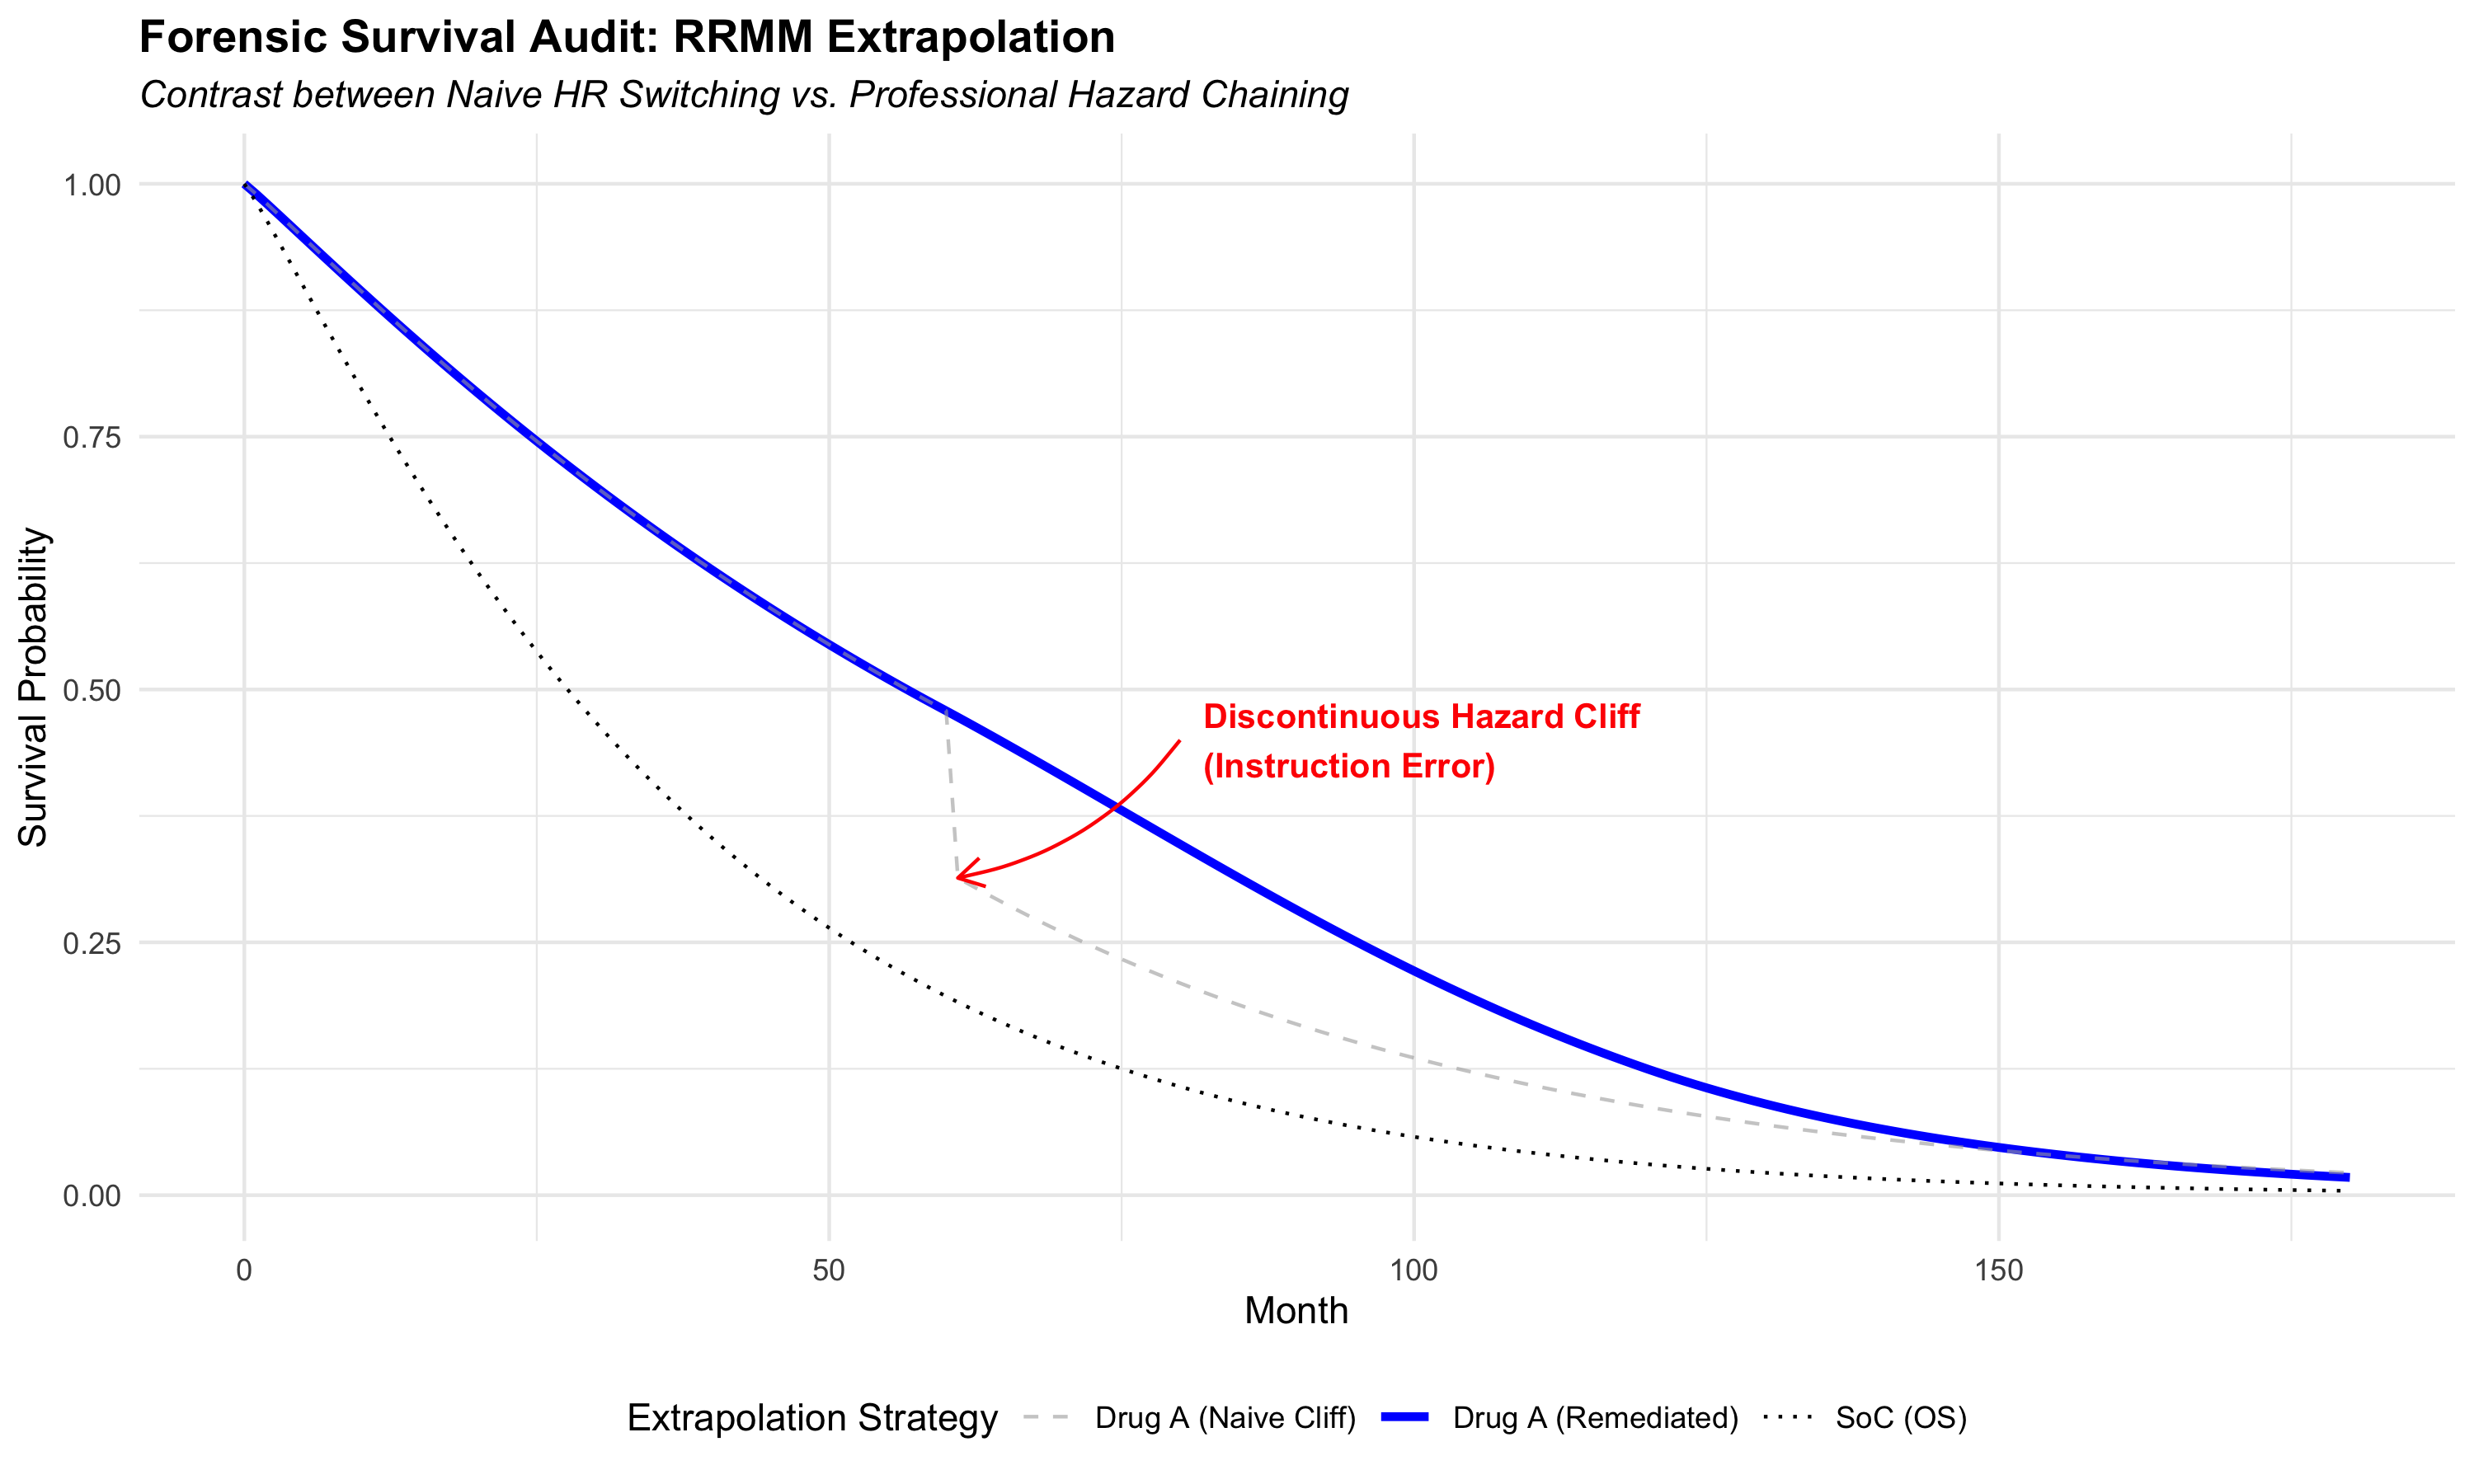 Forensic Survival Audit: RRMM Extrapolation
Contrast between Naive HR Switching vs. Professional Hazard Chaining
Survival Probability
1.00
0.75
0.50
0.25
0.00
Discontinuous Hazard Cliff
(Instruction Error)
0 50 100 150
Month
Extrapolation Strategy Drug A (Naive Cliff) Drug A (Remediated) SoC (OS)